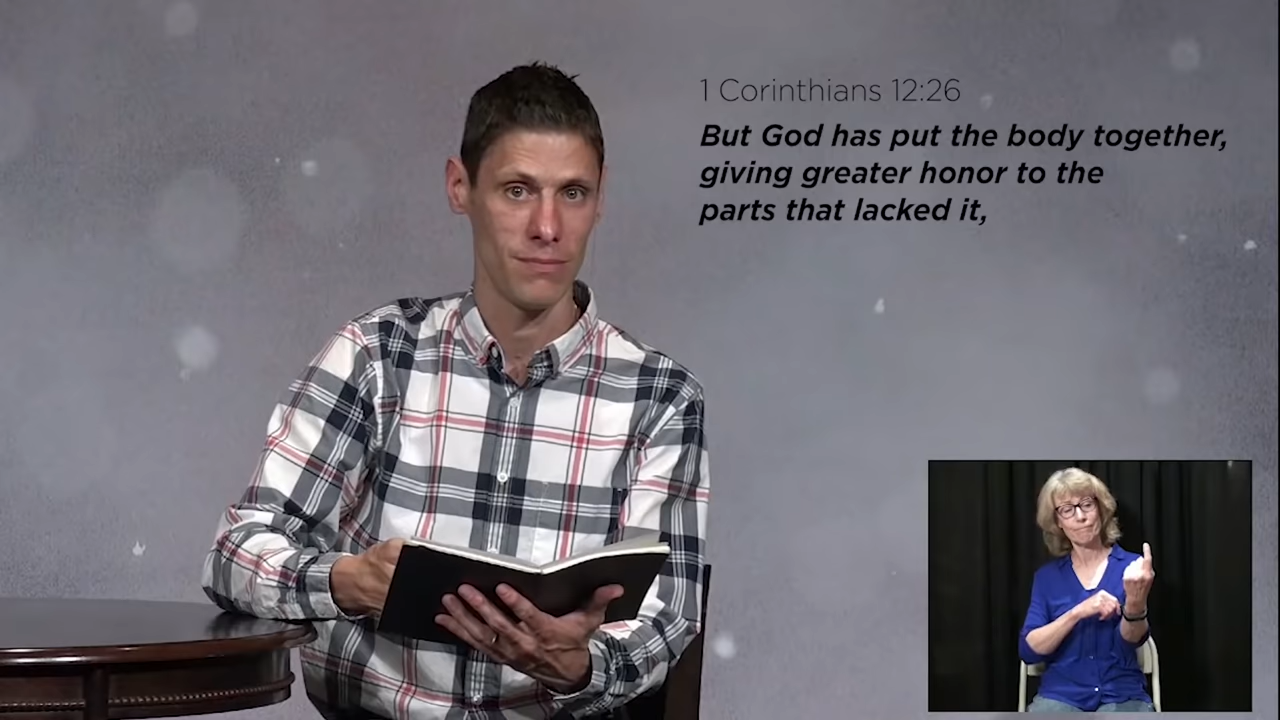 1 Corinthians 12:26
But God has put the body together,
giving greater honor to the
parts that lacked it,